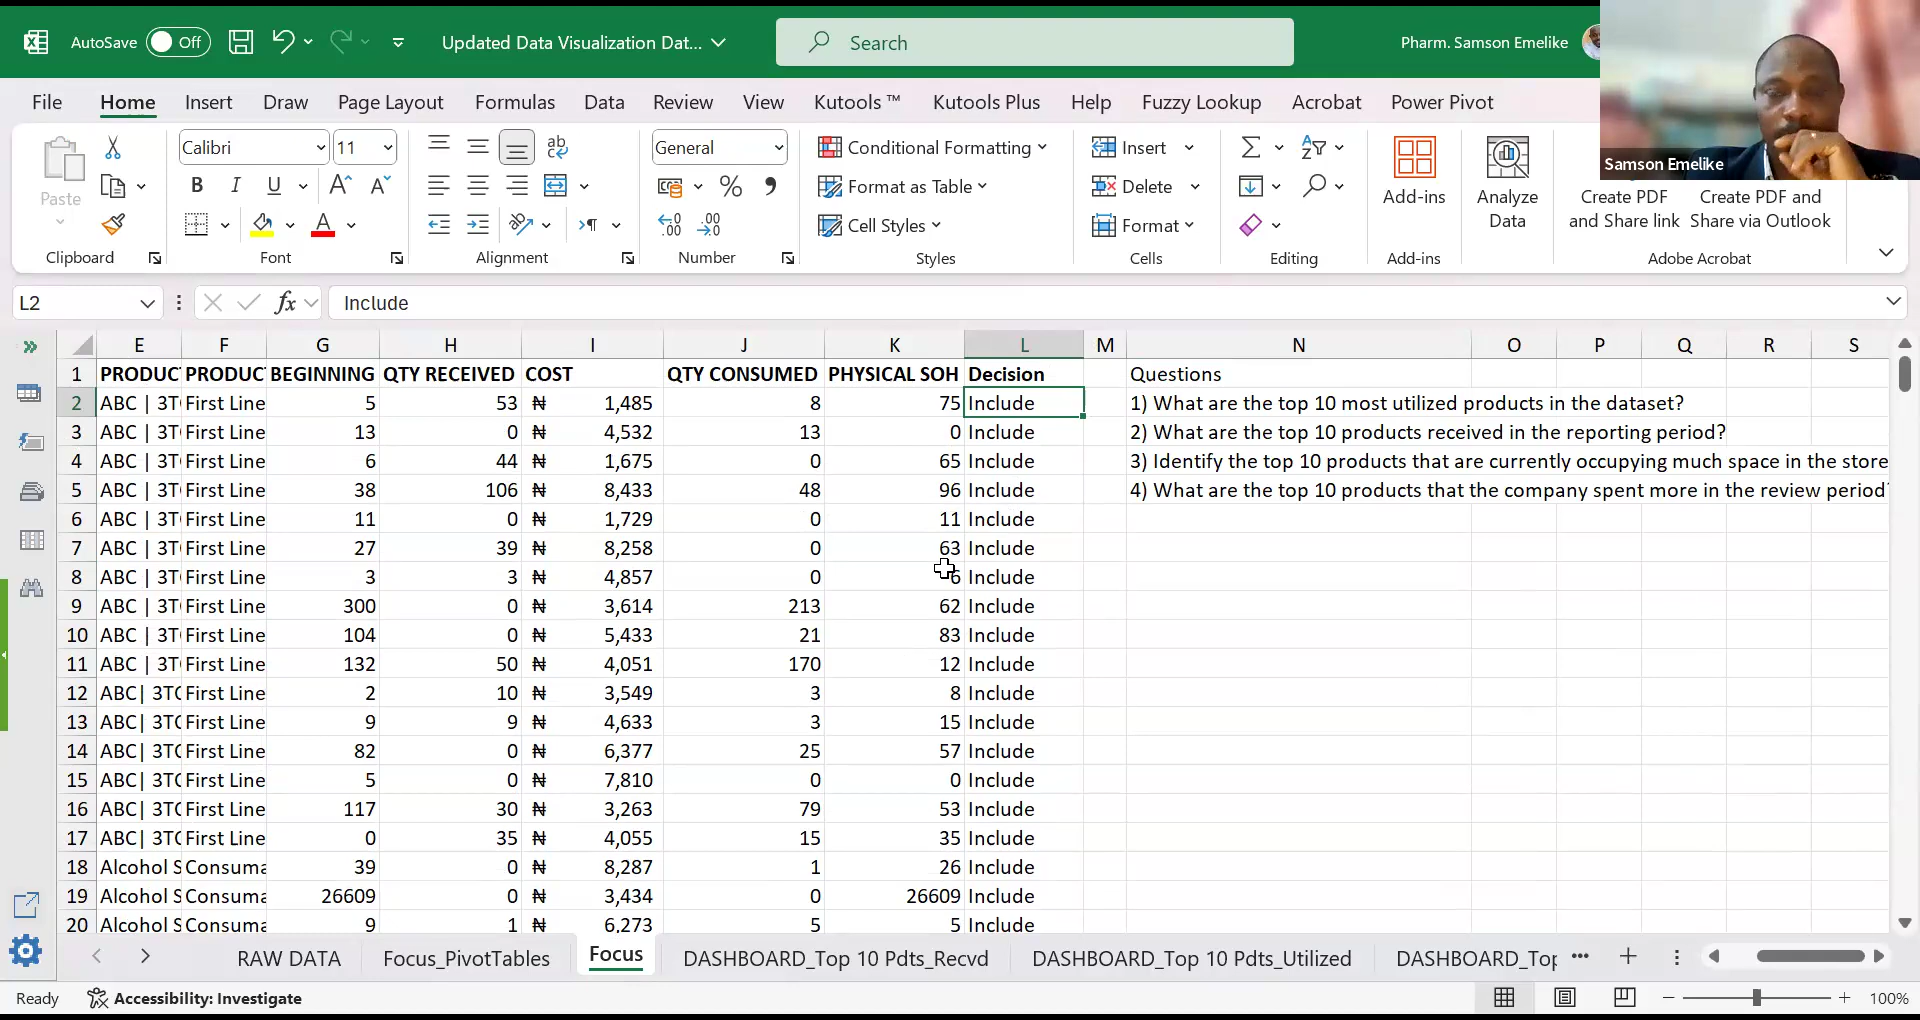 AutoSave Off Updated Data Visualization Dat... Search Pharm. Samson Emelike
File Home Insert Draw Page Layout Formulas Data Review View Kutools ™ Kutools Plus Help Fuzzy Lookup Acrobat Power Pivot
Samson Emelike
Paste Calibri 11 General Conditional Formatting Insert
Format as Table Delete
Cell Styles Format
Add-ins Analyze Data Create PDF and Share link Create PDF and Share via Outlook
Clipboard Font Alignment Number Styles Cells Editing Add-ins Adobe Acrobat
L2 fx Include
E F G H I J K L M N O P Q R S
1 PRODUCT PRODUCT BEGINNING QTY RECEIVED COST QTY CONSUMED PHYSICAL SOH Decision Questions
2 ABC | 3T First Line 5 53 ₦ 1,485 8 75 Include 1) What are the top 10 most utilized products in the dataset?
3 ABC | 3T First Line 13 0 ₦ 4,532 13 0 Include 2) What are the top 10 products received in the reporting period?
4 ABC | 3T First Line 6 44 ₦ 1,675 0 65 Include 3) Identify the top 10 products that are currently occupying much space in the store
5 ABC | 3T First Line 38 106 ₦ 8,433 48 96 Include 4) What are the top 10 products that the company spent more in the review period?
6 ABC | 3T First Line 11 0 ₦ 1,729 0 11 Include
7 ABC | 3T First Line 27 39 ₦ 8,258 0 63 Include
8 ABC | 3T First Line 3 3 ₦ 4,857 0 6 Include
9 ABC | 3T First Line 300 0 ₦ 3,614 213 62 Include
10 ABC | 3T First Line 104 0 ₦ 5,433 21 83 Include
11 ABC | 3T First Line 132 50 ₦ 4,051 170 12 Include
12 ABC| 3TC First Line 2 10 ₦ 3,549 3 8 Include
13 ABC| 3TC First Line 9 9 ₦ 4,633 3 15 Include
14 ABC| 3TC First Line 82 0 ₦ 6,377 25 57 Include
15 ABC| 3TC First Line 5 0 ₦ 7,810 0 0 Include
16 ABC| 3TC First Line 117 30 ₦ 3,263 79 53 Include
17 ABC| 3TC First Line 0 35 ₦ 4,055 15 35 Include
18 Alcohol S Consuma 39 0 ₦ 8,287 1 26 Include
19 Alcohol S Consuma 26609 0 ₦ 3,434 0 26609 Include
20 Alcohol S Consuma 9 1 ₦ 6,273 5 5 Include
RAW DATA Focus_PivotTables Focus DASHBOARD_Top 10 Pdts_Recvd DASHBOARD_Top 10 Pdts_Utilized DASHBOARD_Top ...
Ready Accessibility: Investigate 100%